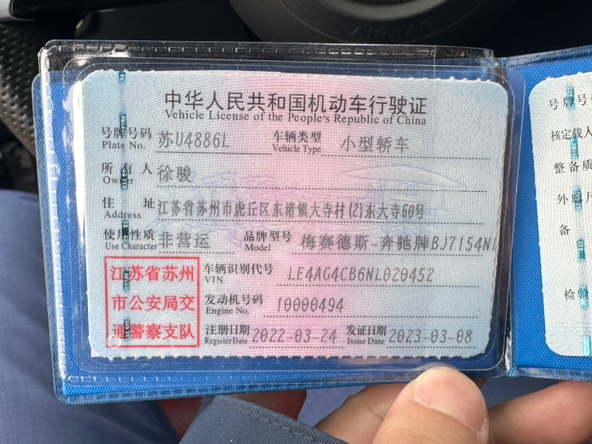 中华人民共和国机动车行驶证
Vehicle License of the People's Republic of China
号牌号码 Plate No. 苏U4886L 车辆类型 Vehicle Type 小型轿车
所有人 Owner 徐骏
住址 Address 江苏省苏州市虎丘区东渚镇大寺村(2)东大寺60号
使用性质 Use Character 非营运 品牌型号 Model 梅赛德斯-奔驰牌BJ7154N
江苏省苏州
市公安局交
通警察支队
车辆识别代号 VIN LE4AG4CB6NL020452
发动机号码 Engine No. 10000494
注册日期 Register Date 2022-03-24 发证日期 Issue Date 2023-03-08
号牌号
核定载人
整备质
外廓尺
备
检
AIRBAG